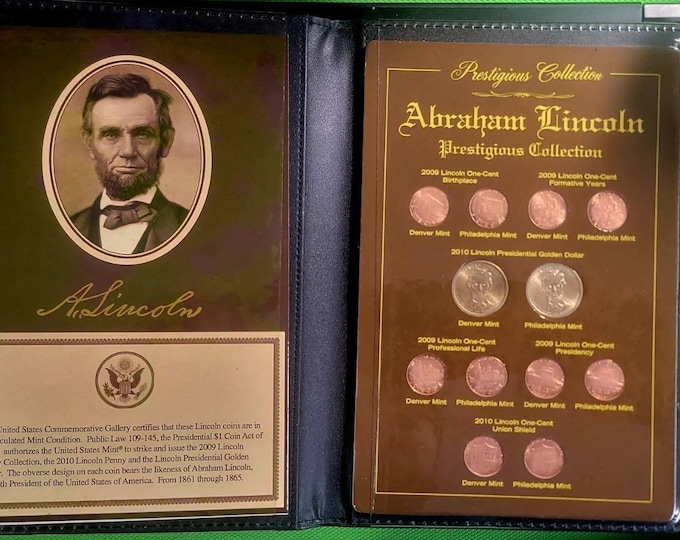 A. Lincoln
United States Commemorative Gallery certifies that these Lincoln coins are in
culated Mint Condition. Public Law 109-145, the Presidential $1 Coin Act of
authorizes the United States Mint® to strike and issue the 2009 Lincoln
Collection, the 2010 Lincoln Penny and the Lincoln Presidential Golden
The obverse design on each coin bears the likeness of Abraham Lincoln,
th President of the United States of America. From 1861 through 1865.
Prestigious Collection
Abraham Lincoln
Prestigious Collection
2009 Lincoln One-Cent 2009 Lincoln One-Cent
Birthplace Formative Years
Denver Mint Philadelphia Mint Denver Mint Philadelphia Mint
2010 Lincoln Presidential Golden Dollar
Denver Mint Philadelphia Mint
2009 Lincoln One-Cent 2009 Lincoln One-Cent
Professional Life Presidency
Denver Mint Philadelphia Mint Denver Mint Philadelphia Mint
2010 Lincoln One-Cent
Union Shield
Denver Mint Philadelphia Mint